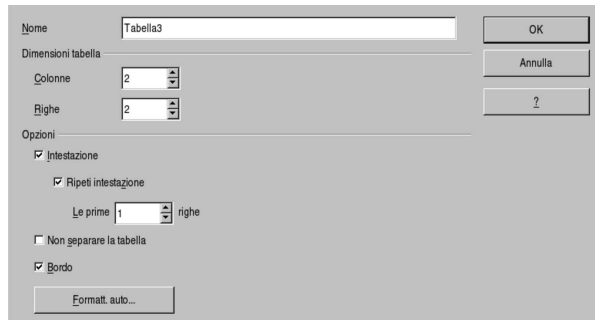 Nome Tabella3 OK
Dimensioni tabella
Annulla
Colonne 2
Righe 2 ?
Opzioni
Intestazione
Ripeti intestazione
Le prime 1 righe
Non separare la tabella
Bordo
Formatt. auto...